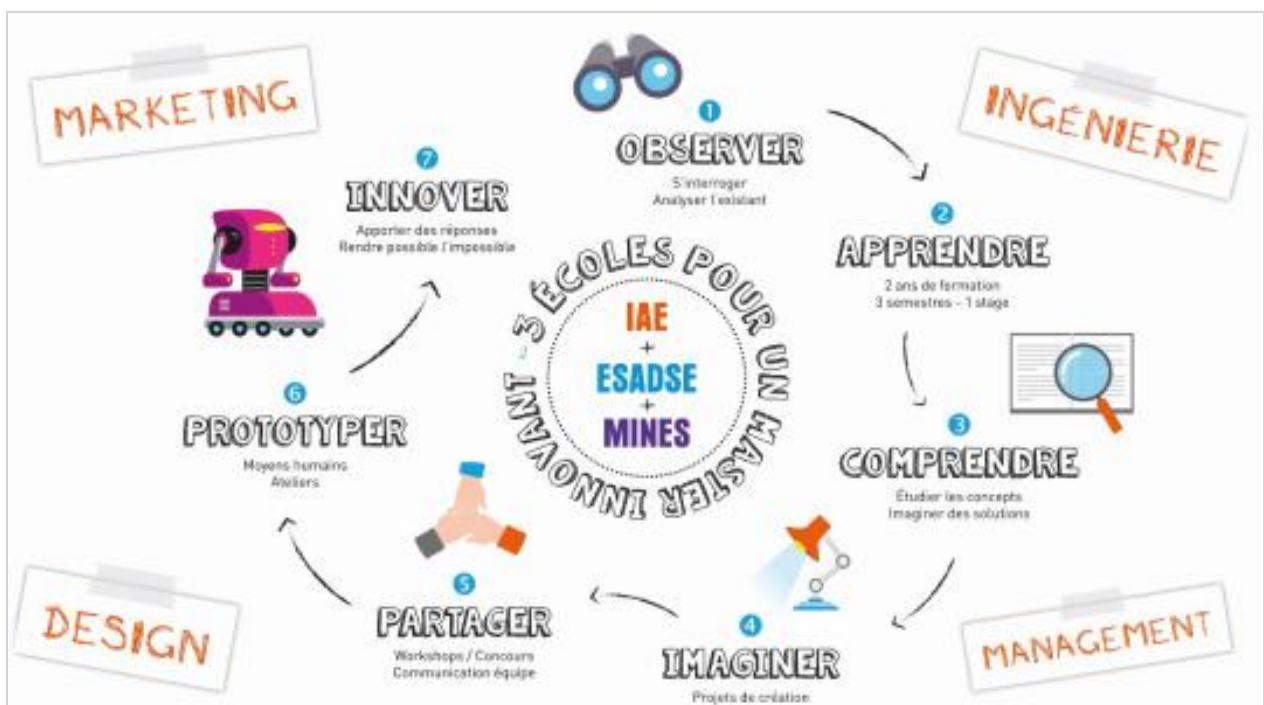 MARKETING
INGÉNIERIE
1
OBSERVER
S'interroger
Analyser l'existant
2
APPRENDRE
2 ans de formation
3 semestres - 1 stage
3
COMPRENDRE
Étudier les concepts
Imaginer des solutions
4
IMAGINER
Projets de création
5
PARTAGER
Workshops / Concours
Communication équipe
6
PROTOTYPER
Moyens humains
Ateliers
7
INNOVER
Apporter des réponses
Rendre possible l'impossible
3 ÉCOLES POUR UN MASTER INNOVANT -
IAE
+
ESADSE
+
MINES
DESIGN
MANAGEMENT